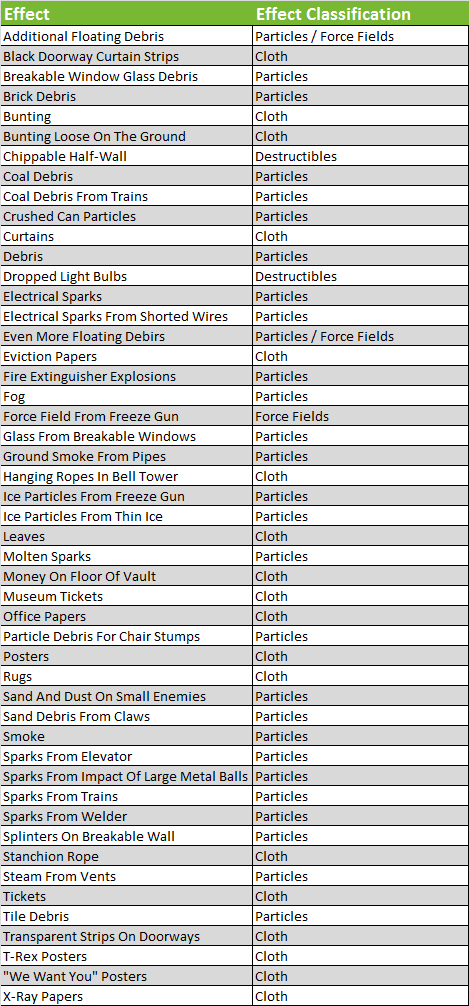 Effect Effect Classification
Additional Floating Debris Particles / Force Fields
Black Doorway Curtain Strips Cloth
Breakable Window Glass Debris Particles
Brick Debris Particles
Bunting Cloth
Bunting Loose On The Ground Cloth
Chippable Half-Wall Destructibles
Coal Debris Particles
Coal Debris From Trains Particles
Crushed Can Particles Particles
Curtains Cloth
Debris Particles
Dropped Light Bulbs Destructibles
Electrical Sparks Particles
Electrical Sparks From Shorted Wires Particles
Even More Floating Debirs Particles / Force Fields
Eviction Papers Cloth
Fire Extinguisher Explosions Particles
Fog Particles
Force Field From Freeze Gun Force Fields
Glass From Breakable Windows Particles
Ground Smoke From Pipes Particles
Hanging Ropes In Bell Tower Cloth
Ice Particles From Freeze Gun Particles
Ice Particles From Thin Ice Particles
Leaves Cloth
Molten Sparks Particles
Money On Floor Of Vault Cloth
Museum Tickets Cloth
Office Papers Cloth
Particle Debris For Chair Stumps Particles
Posters Cloth
Rugs Cloth
Sand And Dust On Small Enemies Particles
Sand Debris From Claws Particles
Smoke Particles
Sparks From Elevator Particles
Sparks From Impact Of Large Metal Balls Particles
Sparks From Trains Particles
Sparks From Welder Particles
Splinters On Breakable Wall Particles
Stanchion Rope Cloth
Steam From Vents Particles
Tickets Cloth
Tile Debris Particles
Transparent Strips On Doorways Cloth
T-Rex Posters Cloth
"We Want You" Posters Cloth
X-Ray Papers Cloth